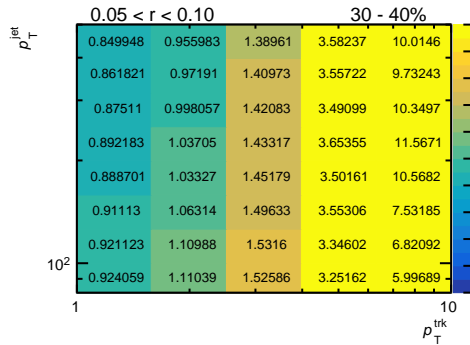 0.05 < r < 0.10 30 - 40%
p_T^jet
0.849948 0.955983 1.38961 3.58237 10.0146
0.861821 0.97191 1.40973 3.55722 9.73243
0.87511 0.998057 1.42083 3.49099 10.3497
0.892183 1.03705 1.43317 3.65355 11.5671
0.888701 1.03327 1.45179 3.50161 10.5682
0.91113 1.06314 1.49633 3.55306 7.53185
0.921123 1.10988 1.5316 3.34602 6.82092
10^2
0.924059 1.11039 1.52586 3.25162 5.99689
1 10
p_T^trk